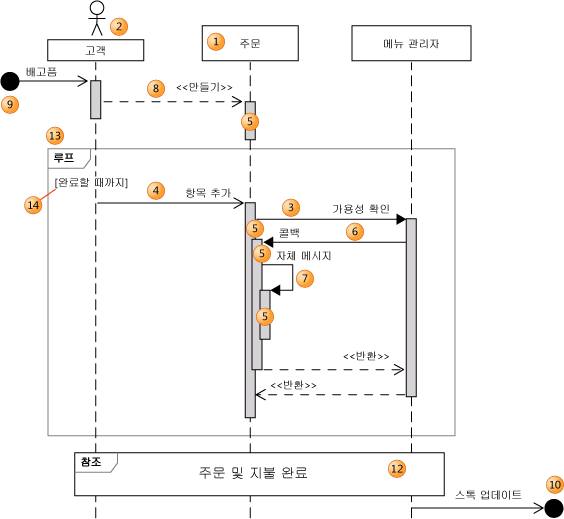 2
1
고객
주문
메뉴 관리자
배고픔
8
<<만들기>>
9
5
13
루프
[완료할 때까지]
14
4
항목 추가
3
가용성 확인
5
콜백
6
5
자체 메시지
7
5
<<반환>>
<<반환>>
참조
주문 및 지불 완료
12
스톡 업데이트
10